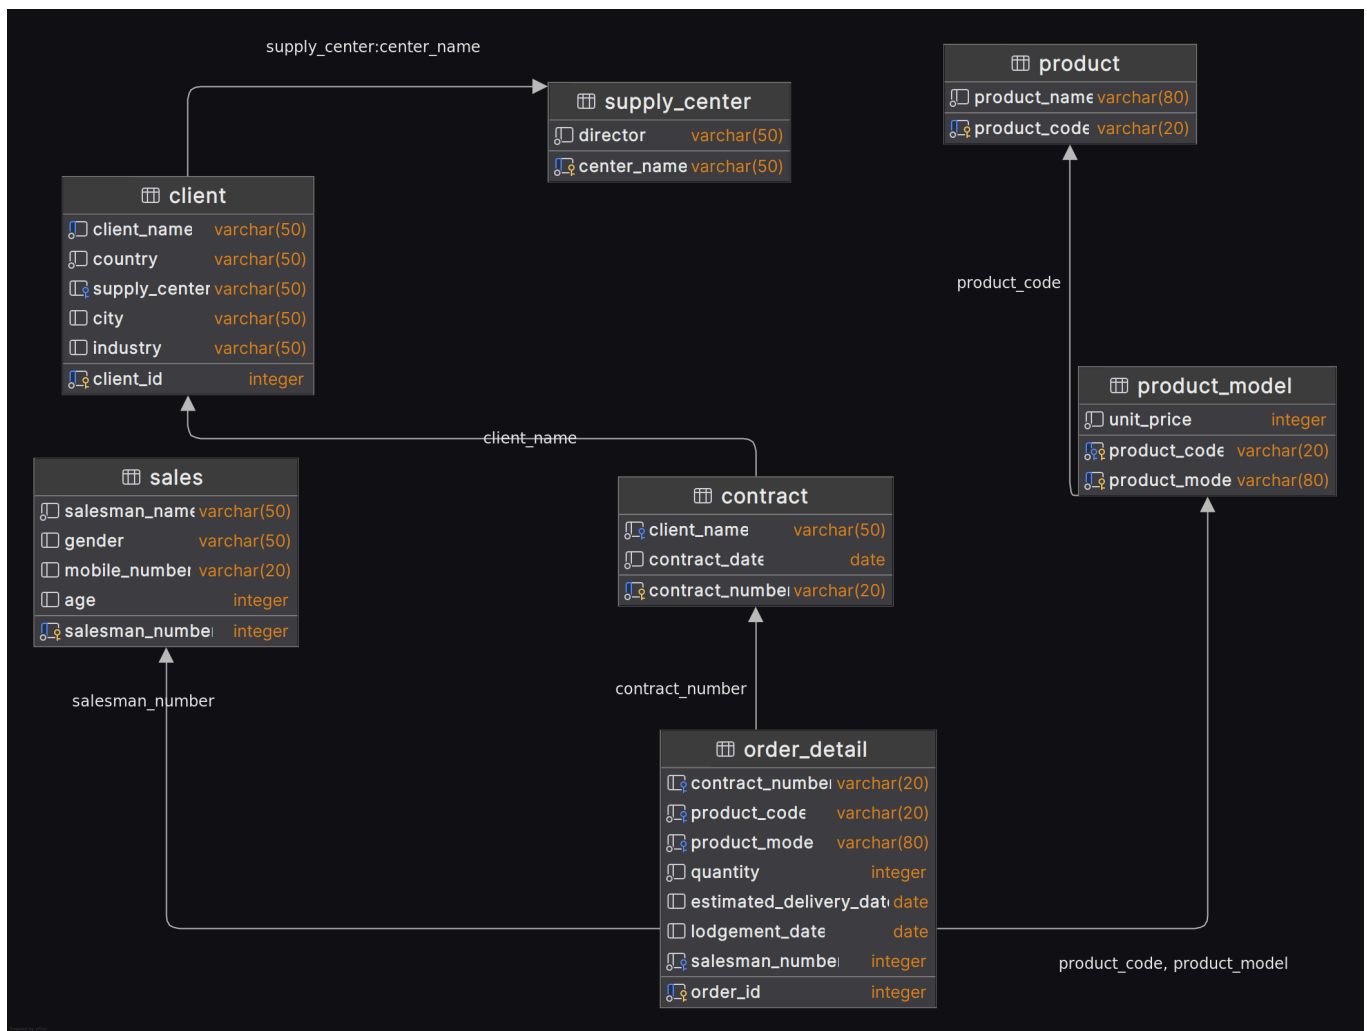 supply_center:center_name
product
product_name varchar(80)
product_code varchar(20)
supply_center
director varchar(50)
center_name varchar(50)
client
client_name varchar(50)
country varchar(50)
supply_center varchar(50)
city varchar(50)
industry varchar(50)
client_id integer
product_code
product_model
unit_price integer
product_code varchar(20)
product_mode varchar(80)
client_name
sales
salesman_name varchar(50)
gender varchar(50)
mobile_number varchar(20)
age integer
salesman_number integer
contract
client_name varchar(50)
contract_date date
contract_number varchar(20)
salesman_number
contract_number
order_detail
contract_number varchar(20)
product_code varchar(20)
product_mode varchar(80)
quantity integer
estimated_delivery_date date
lodgement_date date
salesman_number integer
order_id integer
product_code, product_model